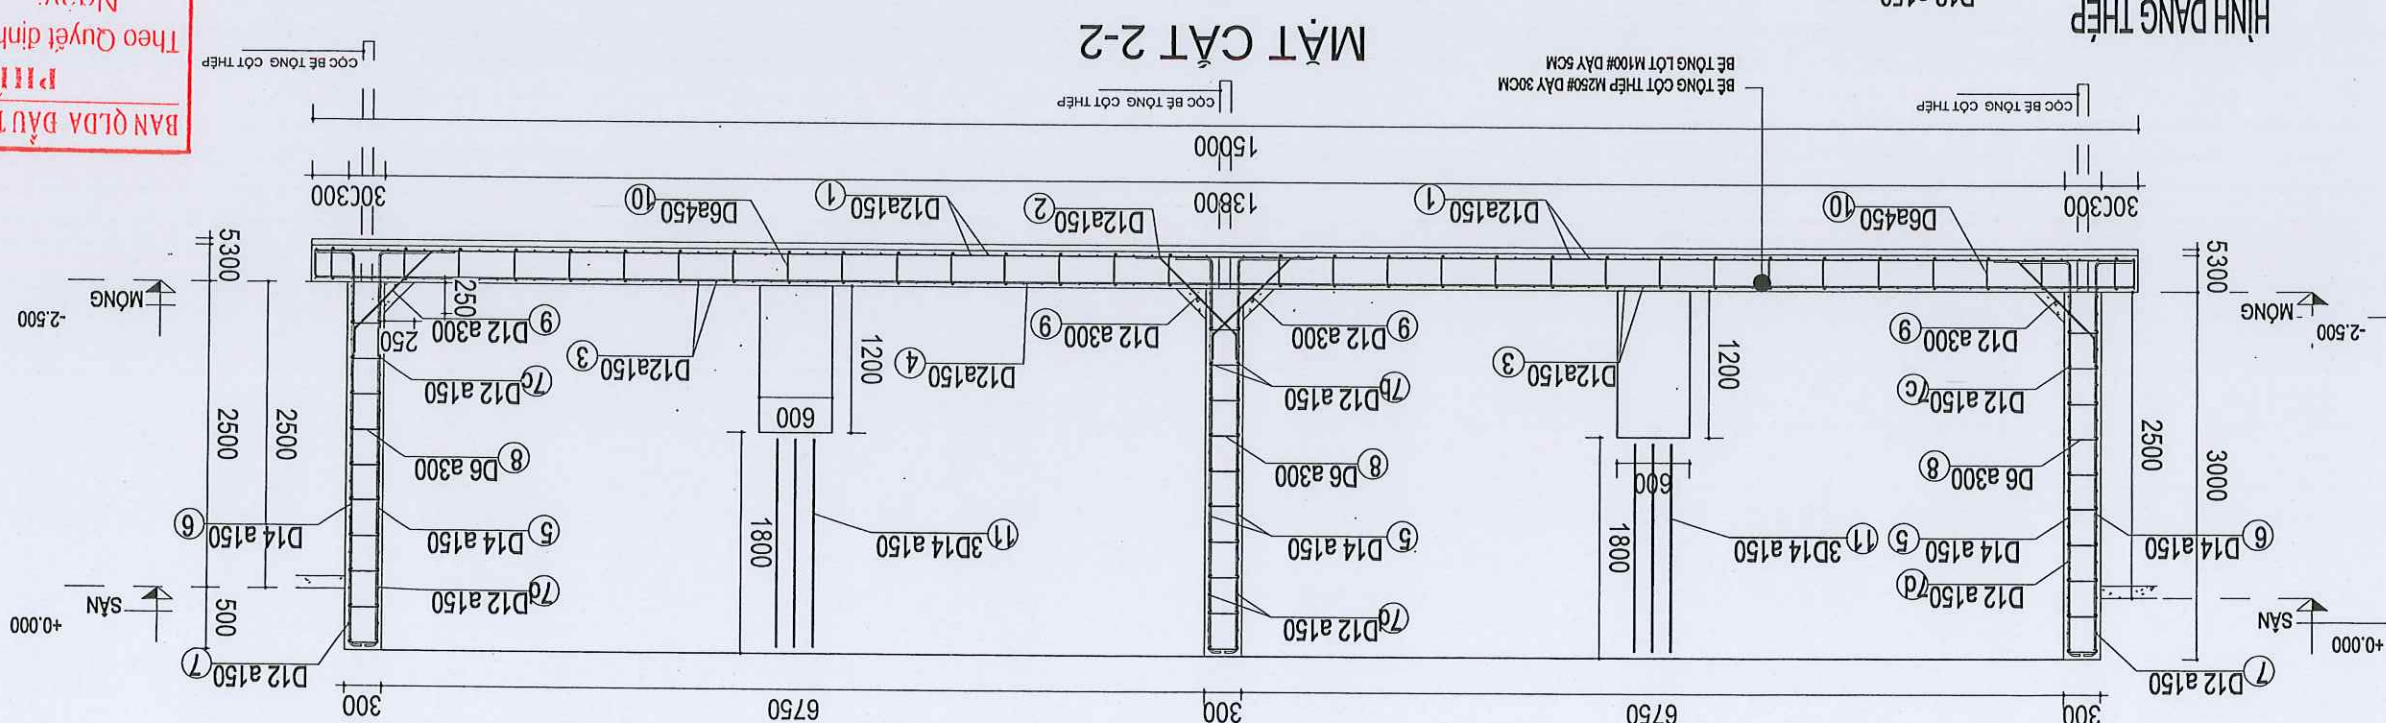 300 6750 300 6750 300
7 D12 a150
D12 a150 7
+0.000
SÂN
SÂN
+0.000
500
7d D12 a150
7d D12 a150
D12 a150 7d
6 D14 a150
D14 a150 5
11 3D14 a150
1800
5 D14 a150
11 3D14 a150
1800
5 D14 a150
D14 a150 6
3000
2500
D6 a300 8
600
8 D6 a300
600
8 D6 a300
2500
2500
D12 a150 7c
1200
D12a150 3
7b D12 a150
D12a150 4
1200
D12a150 3
7c D12 a150
D12 a300 9
9 D12 a300
D12 a300 9
9 D12 a300
250
250
-2.500
MÓNG
MÓNG
-2.500
5300
5300
D6a450 10
D12a150 1
D12a150 2
D12a150 1
D6a450 10
300300
13800
300300
15000
CỌC BÊ TÔNG CỐT THÉP
BÊ TÔNG CỐT THÉP M250# DÀY 30CM
BÊ TÔNG LÓT M100# DÀY 5CM
CỌC BÊ TÔNG CỐT THÉP
CỌC BÊ TÔNG CỐT THÉP
MẶT CẮT 2-2
HÌNH DẠNG THÉP
BAN QLDA ĐẦU T
Theo Quyết định